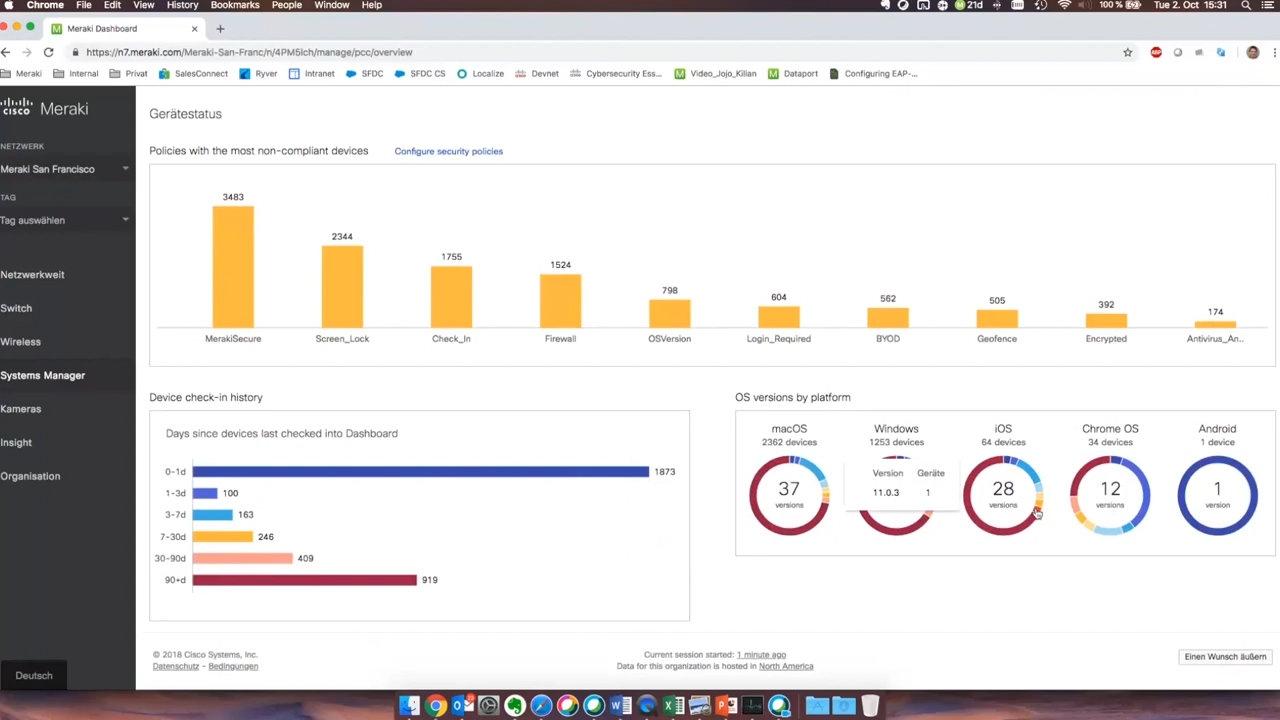 Chrome File Edit View History Bookmarks People Window Help 21d 100 % Tue 2. Oct 15:31
M Meraki Dashboard × +
https://n7.meraki.com/Meraki-San-Franc/n/4PM5Ich/manage/pcc/overview
Meraki Internal Privat SalesConnect Ryver Intranet SFDC SFDC CS Localize Devnet Cybersecurity Ess... Video_Jojo_Kilian Dataport Configuring EAP-...
cisco Meraki
NETZWERK
Meraki San Francisco
TAG
Tag auswählen
Netzwerkweit
Switch
Wireless
Systems Manager
Kameras
Insight
Organisation
Deutsch
Gerätestatus
Policies with the most non-compliant devices Configure security policies
3483 2344 1755 1524 798 604 562 505 392 174
MerakiSecure Screen_Lock Check_In Firewall OSVersion Login_Required BYOD Geofence Encrypted Antivirus_An..
Device check-in history
Days since devices last checked into Dashboard
0-1d 1873
1-3d 100
3-7d 163
7-30d 246
30-90d 409
90+d 919
OS versions by platform
macOS Windows iOS Chrome OS Android
2362 devices 1253 devices 64 devices 34 devices 1 device
Version Geräte
11.0.3 1
37 28 12 1
versions versions versions version
© 2018 Cisco Systems, Inc.
Datenschutz - Bedingungen
Current session started: 1 minute ago
Data for this organization is hosted in North America
Einen Wunsch äußern